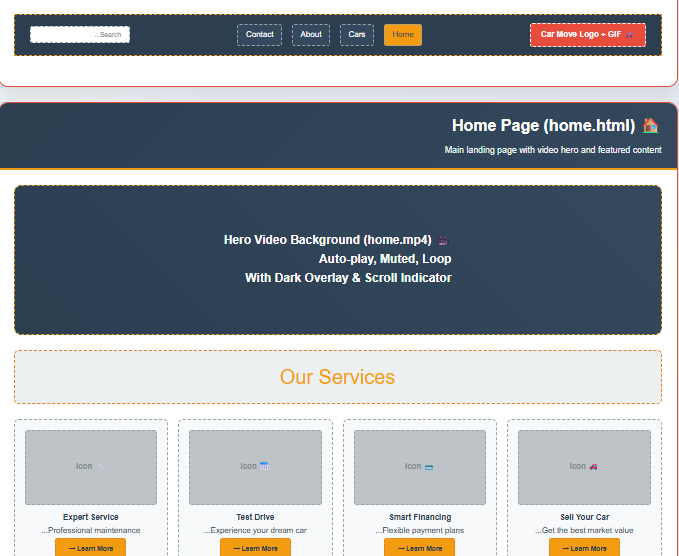 ...Search
Contact
About
Cars
Home
Car Move Logo + GIF
Home Page (home.html)
Main landing page with video hero and featured content
Hero Video Background (home.mp4)
Auto-play, Muted, Loop
With Dark Overlay & Scroll Indicator
Our Services
Icon
Icon
Icon
Icon
Expert Service
Test Drive
Smart Financing
Sell Your Car
...Professional maintenance
...Experience your dream car
...Flexible payment plans
...Get the best market value
→ Learn More
→ Learn More
→ Learn More
→ Learn More